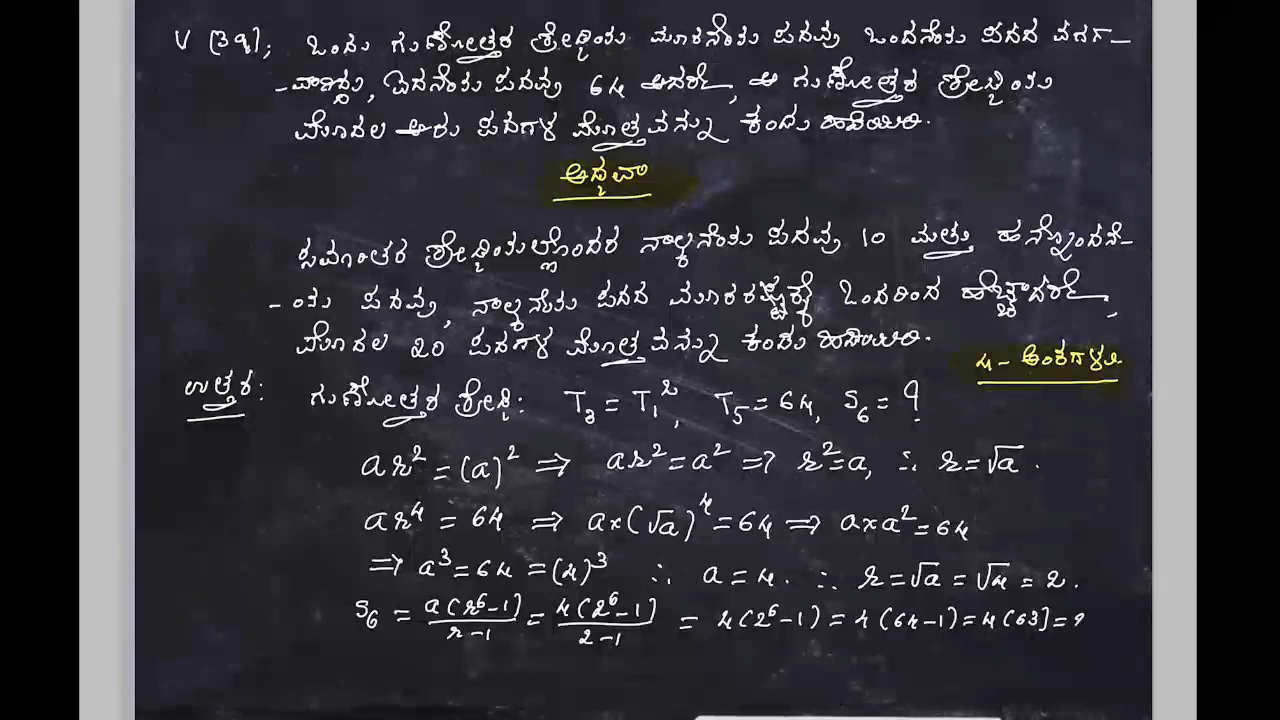 V (39); ಒಂದು ಗುಣೋತ್ತರ ಶ್ರೇಢಿಯ ಮೂರನೆಯ ಪದವು ಒಂದನೆಯ ಪದದ ವರ್ಗ-
-ವಾಗಿದ್ದು, ಐದನೆಯ ಪದವು 64 ಆದರೆ, ಆ ಗುಣೋತ್ತರ ಶ್ರೇಢಿಯ
ಮೊದಲ ಆರು ಪದಗಳ ಮೊತ್ತವನ್ನು ಕಂಡು ಹಿಡಿಯಿರಿ.
ಅಥವಾ
ಸಮಾಂತರ ಶ್ರೇಢಿಯಲ್ಲೊಂದರ ನಾಲ್ಕನೆಯ ಪದವು 10 ಮತ್ತು ಹನ್ನೊಂದನೆ-
-ಯ ಪದವು, ನಾಲ್ಕನೆಯ ಪದದ ಮೂರರಷ್ಟಕ್ಕೆ ಒಂದರಿಂದ ಹೆಚ್ಚಾದರೆ,
ಮೊದಲ 20 ಪದಗಳ ಮೊತ್ತವನ್ನು ಕಂಡು ಹಿಡಿಯಿರಿ.
4 - ಅಂಕಗಳು
ಉತ್ತರ: ಗುಣೋತ್ತರ ಶ್ರೇಢಿ: T₃ = T₁², T₅ = 64, S₆ = ?
ar² = (a)² ⇒ ar² = a² ⇒ r² = a, ∴ r = √a.
ar⁴ = 64 ⇒ a×(√a)⁴ = 64 ⇒ a×a² = 64
⇒ a³ = 64 = (4)³ ∴ a = 4. ∴ r = √a = √4 = 2.
S₆ = a(r⁶-1)/r-1 = 4(2⁶-1)/2-1 = 4(2⁶-1) = 4(64-1) = 4(63) =